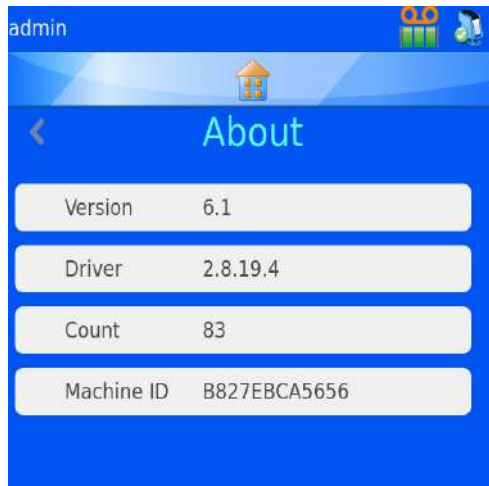 admin
About
Version 6.1
Driver 2.8.19.4
Count 83
Machine ID B827EBCA5656